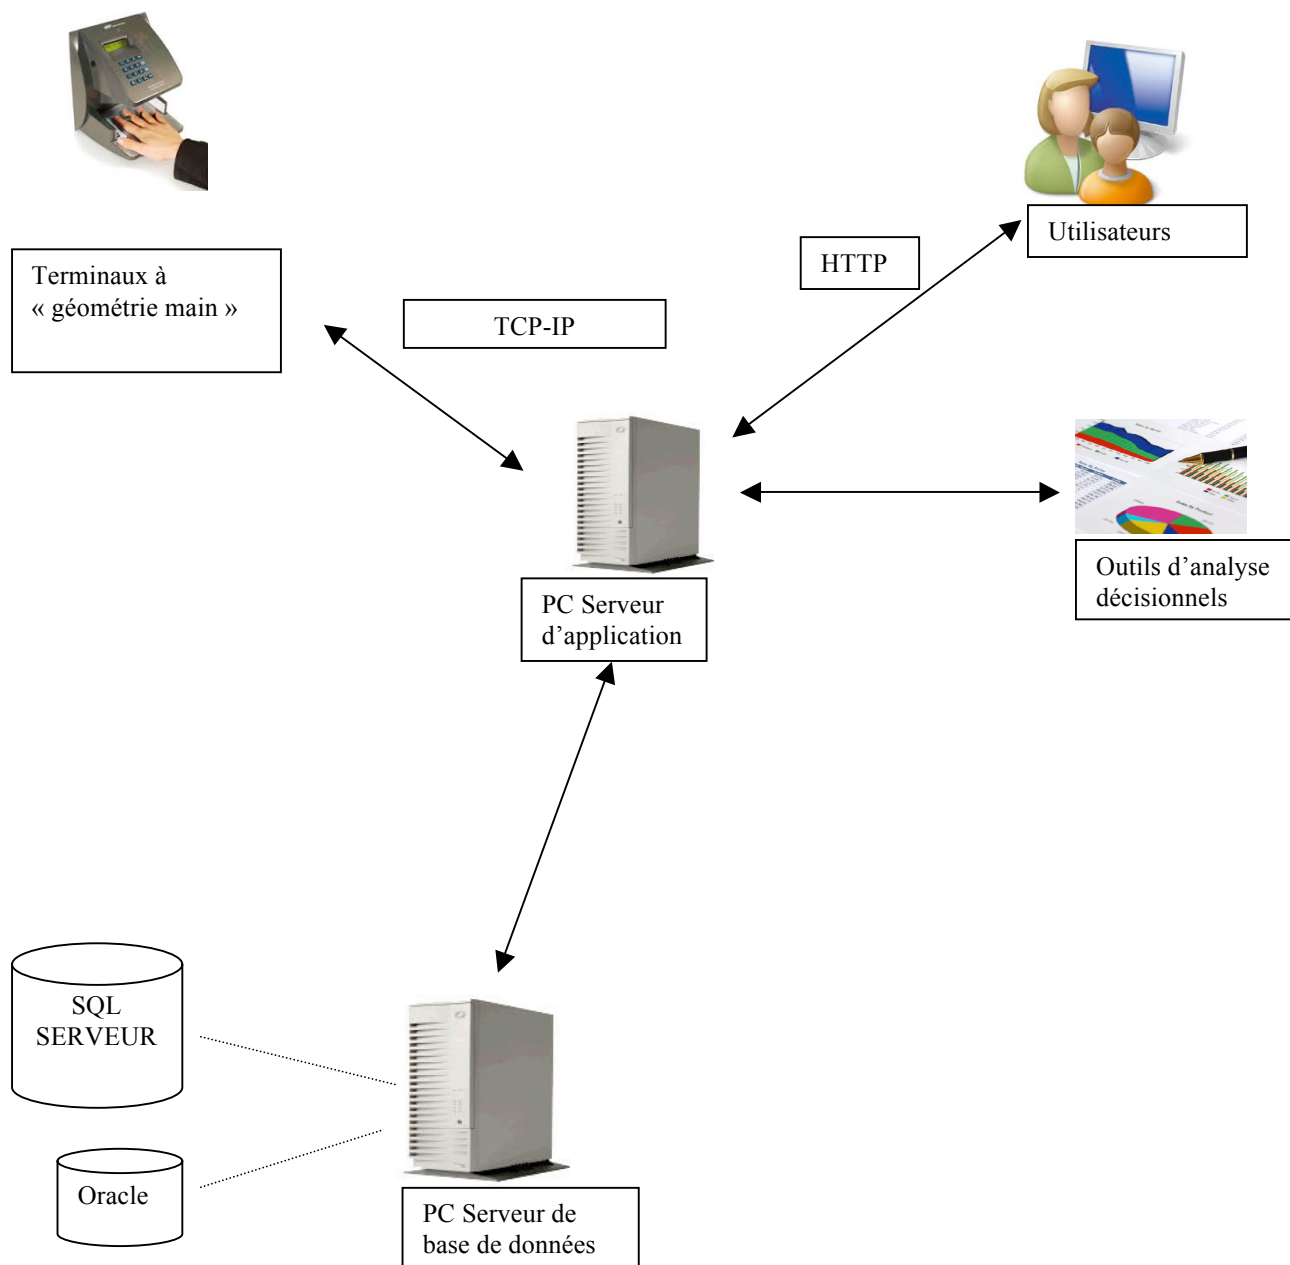 Utilisateurs
HTTP
Terminaux à
« géométrie main »
TCP-IP
Outils d’analyse
décisionnels
PC Serveur
d’application
SQL
SERVEUR
Oracle
PC Serveur de
base de données